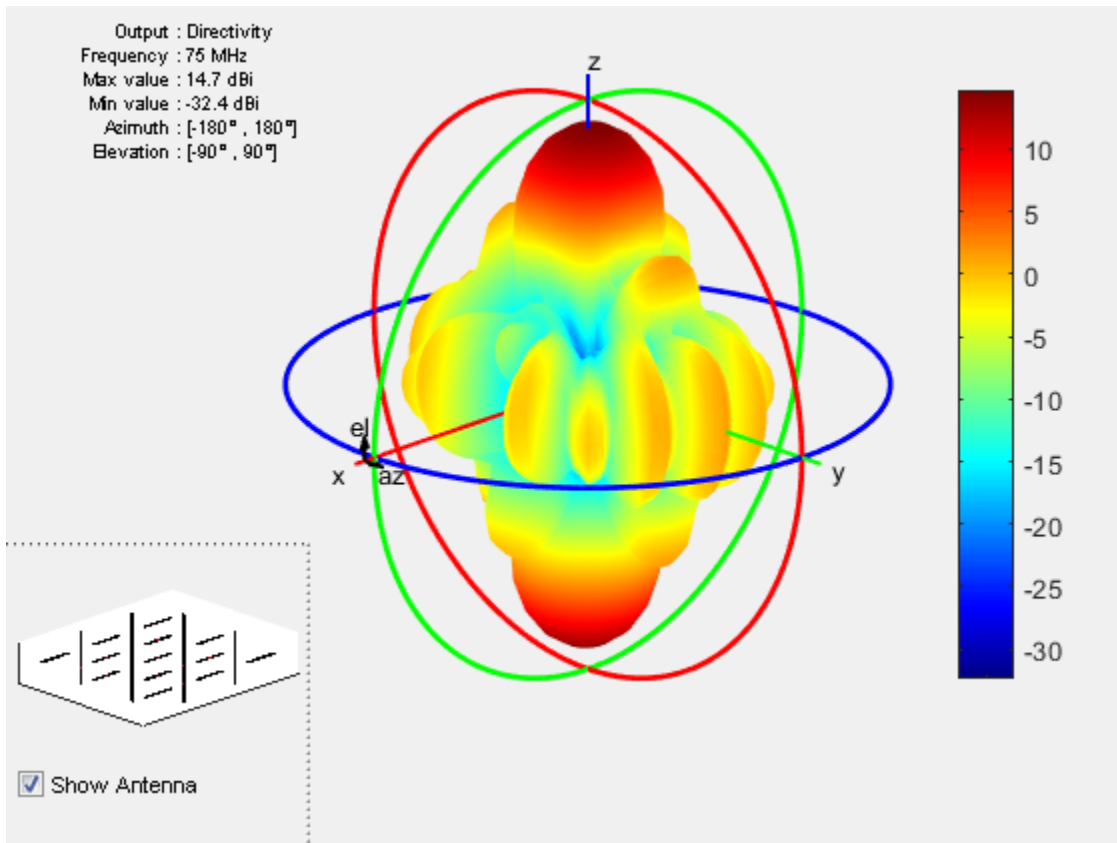 Output : Directivity
Frequency : 75 MHz
Max value : 14.7 dBi
Min value : -32.4 dBi
Azimuth : [-180° , 180°]
Elevation : [-90° , 90°]
z
10
5
0
-5
-10
-15
-20
-25
-30
el
x
az
y
Show Antenna